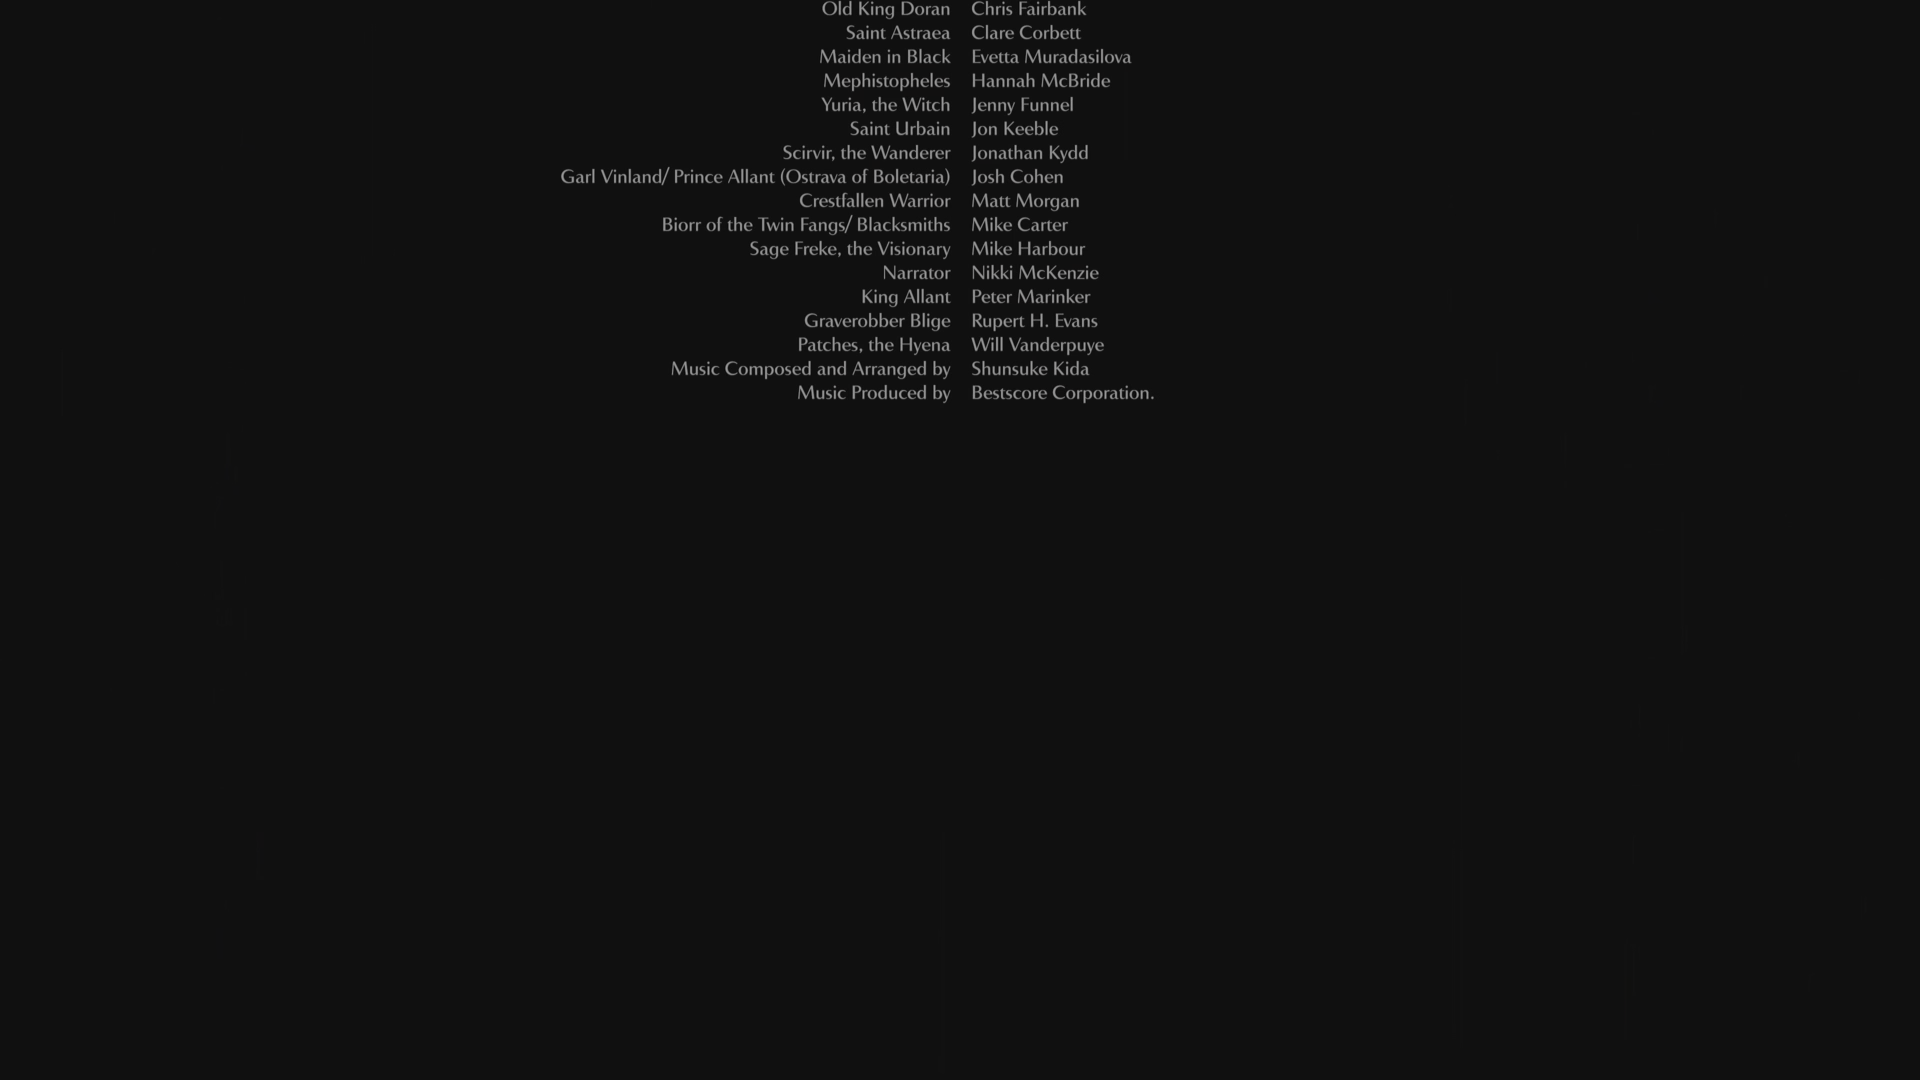 Old King Doran Chris Fairbank
Saint Astraea Clare Corbett
Maiden in Black Evetta Muradasilova
Mephistopheles Hannah McBride
Yuria, the Witch Jenny Funnel
Saint Urbain Jon Keeble
Scirvir, the Wanderer Jonathan Kydd
Garl Vinland/ Prince Allant (Ostrava of Boletaria) Josh Cohen
Crestfallen Warrior Matt Morgan
Biorr of the Twin Fangs/ Blacksmiths Mike Carter
Sage Freke, the Visionary Mike Harbour
Narrator Nikki McKenzie
King Allant Peter Marinker
Graverobber Blige Rupert H. Evans
Patches, the Hyena Will Vanderpuye
Music Composed and Arranged by Shunsuke Kida
Music Produced by Bestscore Corporation.